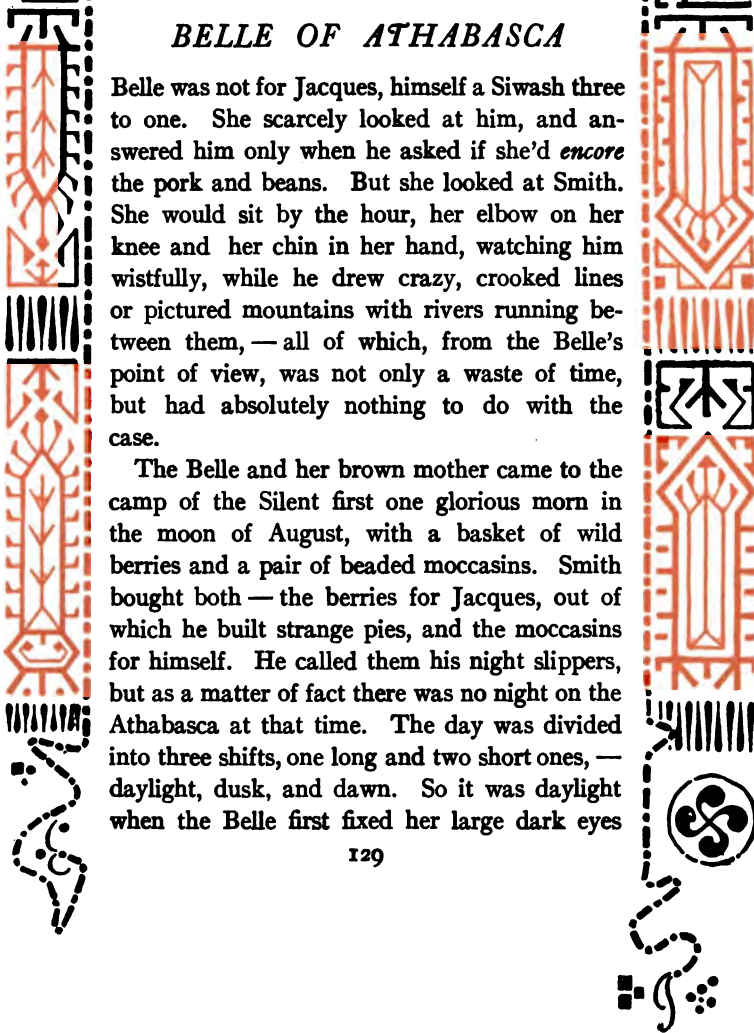 BELLE OF ATHABASCA
Belle was not for Jacques, himself a Siwash three
to one. She scarcely looked at him, and an-
swered him only when he asked if she'd encore
the pork and beans. But she looked at Smith.
She would sit by the hour, her elbow on her
knee and her chin in her hand, watching him
wistfully, while he drew crazy, crooked lines
or pictured mountains with rivers running be-
tween them, — all of which, from the Belle's
point of view, was not only a waste of time,
but had absolutely nothing to do with the
case.
The Belle and her brown mother came to the
camp of the Silent first one glorious morn in
the moon of August, with a basket of wild
berries and a pair of beaded moccasins. Smith
bought both — the berries for Jacques, out of
which he built strange pies, and the moccasins
for himself. He called them his night slippers,
but as a matter of fact there was no night on the
Athabasca at that time. The day was divided
into three shifts, one long and two short ones, —
daylight, dusk, and dawn. So it was daylight
when the Belle first fixed her large dark eyes
129